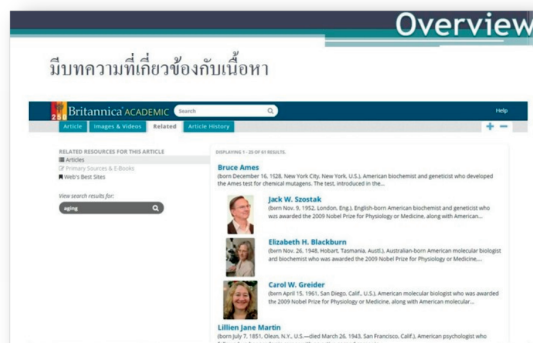 Overview
มีบทความที่เกี่ยวข้องกับเนื้อหา
250
Britannica ACADEMIC
Search
Help
Article
Images & Videos
Related
Article History
RELATED RESOURCES FOR THIS ARTICLE
Articles
Primary Sources & E-Books
Web's Best Sites
View search results for:
aging
DISPLAYING 1 - 25 OF 61 RESULTS.
Bruce Ames
(born December 16, 1928, New York City, New York, U.S.), American biochemist and geneticist who developed
the Ames test for chemical mutagens. The test, introduced in the...
Jack W. Szostak
(born Nov. 9, 1952, London, Eng.), English-born American biochemist and geneticist who
was awarded the 2009 Nobel Prize for Physiology or Medicine, along with American...
Elizabeth H. Blackburn
(born Nov. 26, 1948, Hobart, Tasmania, Austl.), Australian-born American molecular biologist
and biochemist who was awarded the 2009 Nobel Prize for Physiology or Medicine,...
Carol W. Greider
(born April 15, 1961, San Diego, Calif., U.S.), American molecular biologist who was awarded
the 2009 Nobel Prize for Physiology or Medicine, along with American molecular...
Lillien Jane Martin
(born July 7, 1851, Olean, N.Y., U.S.—died March 26, 1943, San Francisco, Calif.), American psychologist who